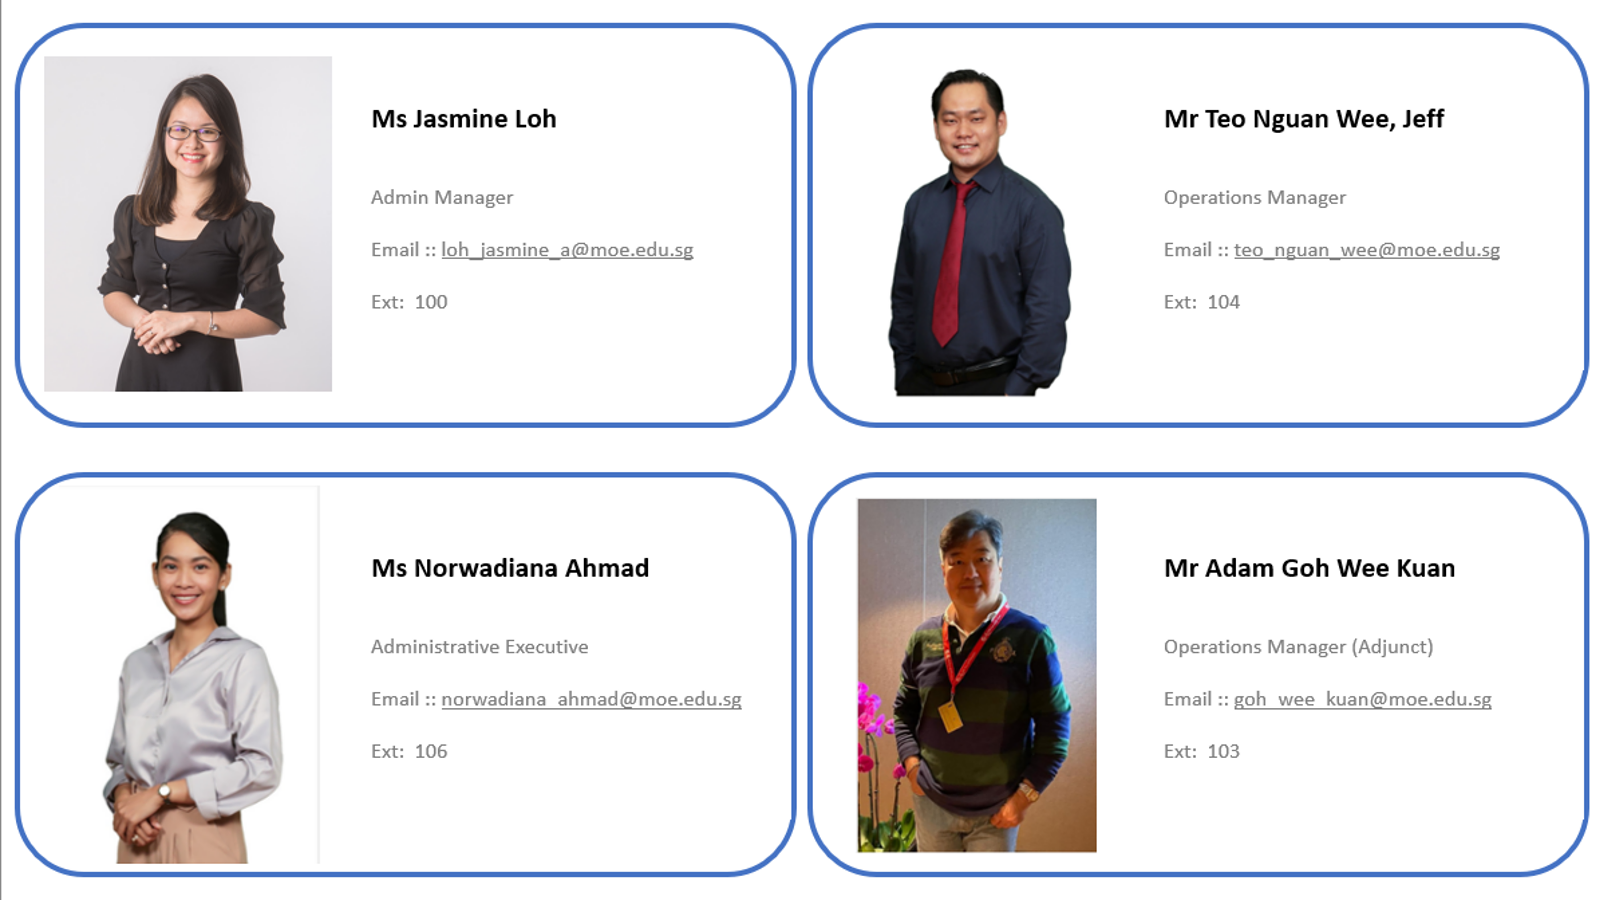 Ms Jasmine Loh
Admin Manager
Email :: loh_jasmine_a@moe.edu.sg
Ext:  100
Mr Teo Nguan Wee, Jeff
Operations Manager
Email :: teo_nguan_wee@moe.edu.sg
Ext:  104
Ms Norwadiana Ahmad
Administrative Executive
Email :: norwadiana_ahmad@moe.edu.sg
Ext:  106
Mr Adam Goh Wee Kuan
Operations Manager (Adjunct)
Email :: goh_wee_kuan@moe.edu.sg
Ext:  103